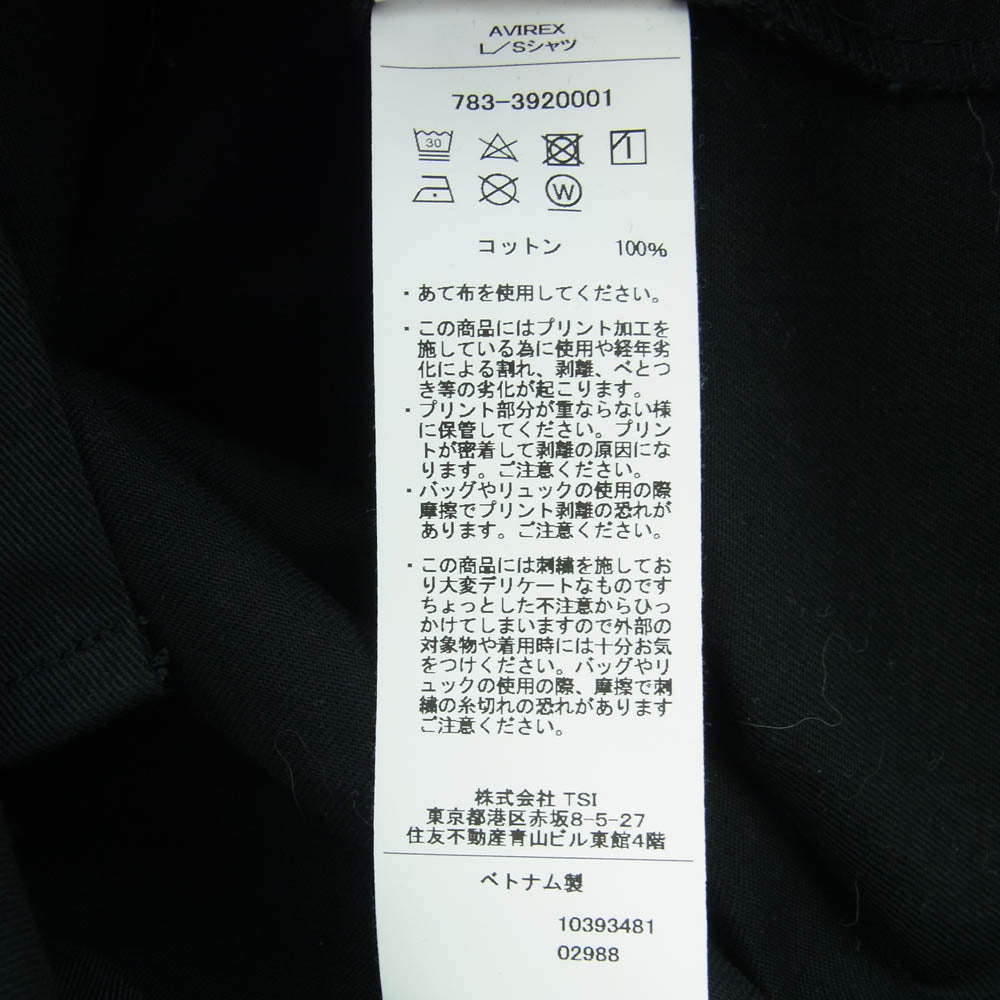 AVIREX
L／Sシャツ
783-3920001
30
W
コットン 100%
・あて布を使用してください。
・この商品にはプリント加工を
施している為に使用や経年劣
化による割れ、剥離、べとつ
き等の劣化が起こります。
・プリント部分が重ならない様
に保管してください。プリン
トが密着して剥離の原因にな
ります。ご注意ください。
・バッグやリュックの使用の際
摩擦でプリント剥離の恐れが
あります。ご注意ください。
・この商品には刺繍を施してお
り大変デリケートなものです
ちょっとした不注意からひっ
かけてしまいますので外部の
対象物や着用時には十分お気
をつけください。バッグやリ
ュックの使用の際、摩擦で刺
繍の糸切れの恐れがあります
ご注意ください。
株式会社 TSI
東京都港区赤坂8-5-27
住友不動産青山ビル東館4階
ベトナム製
10393481
02988